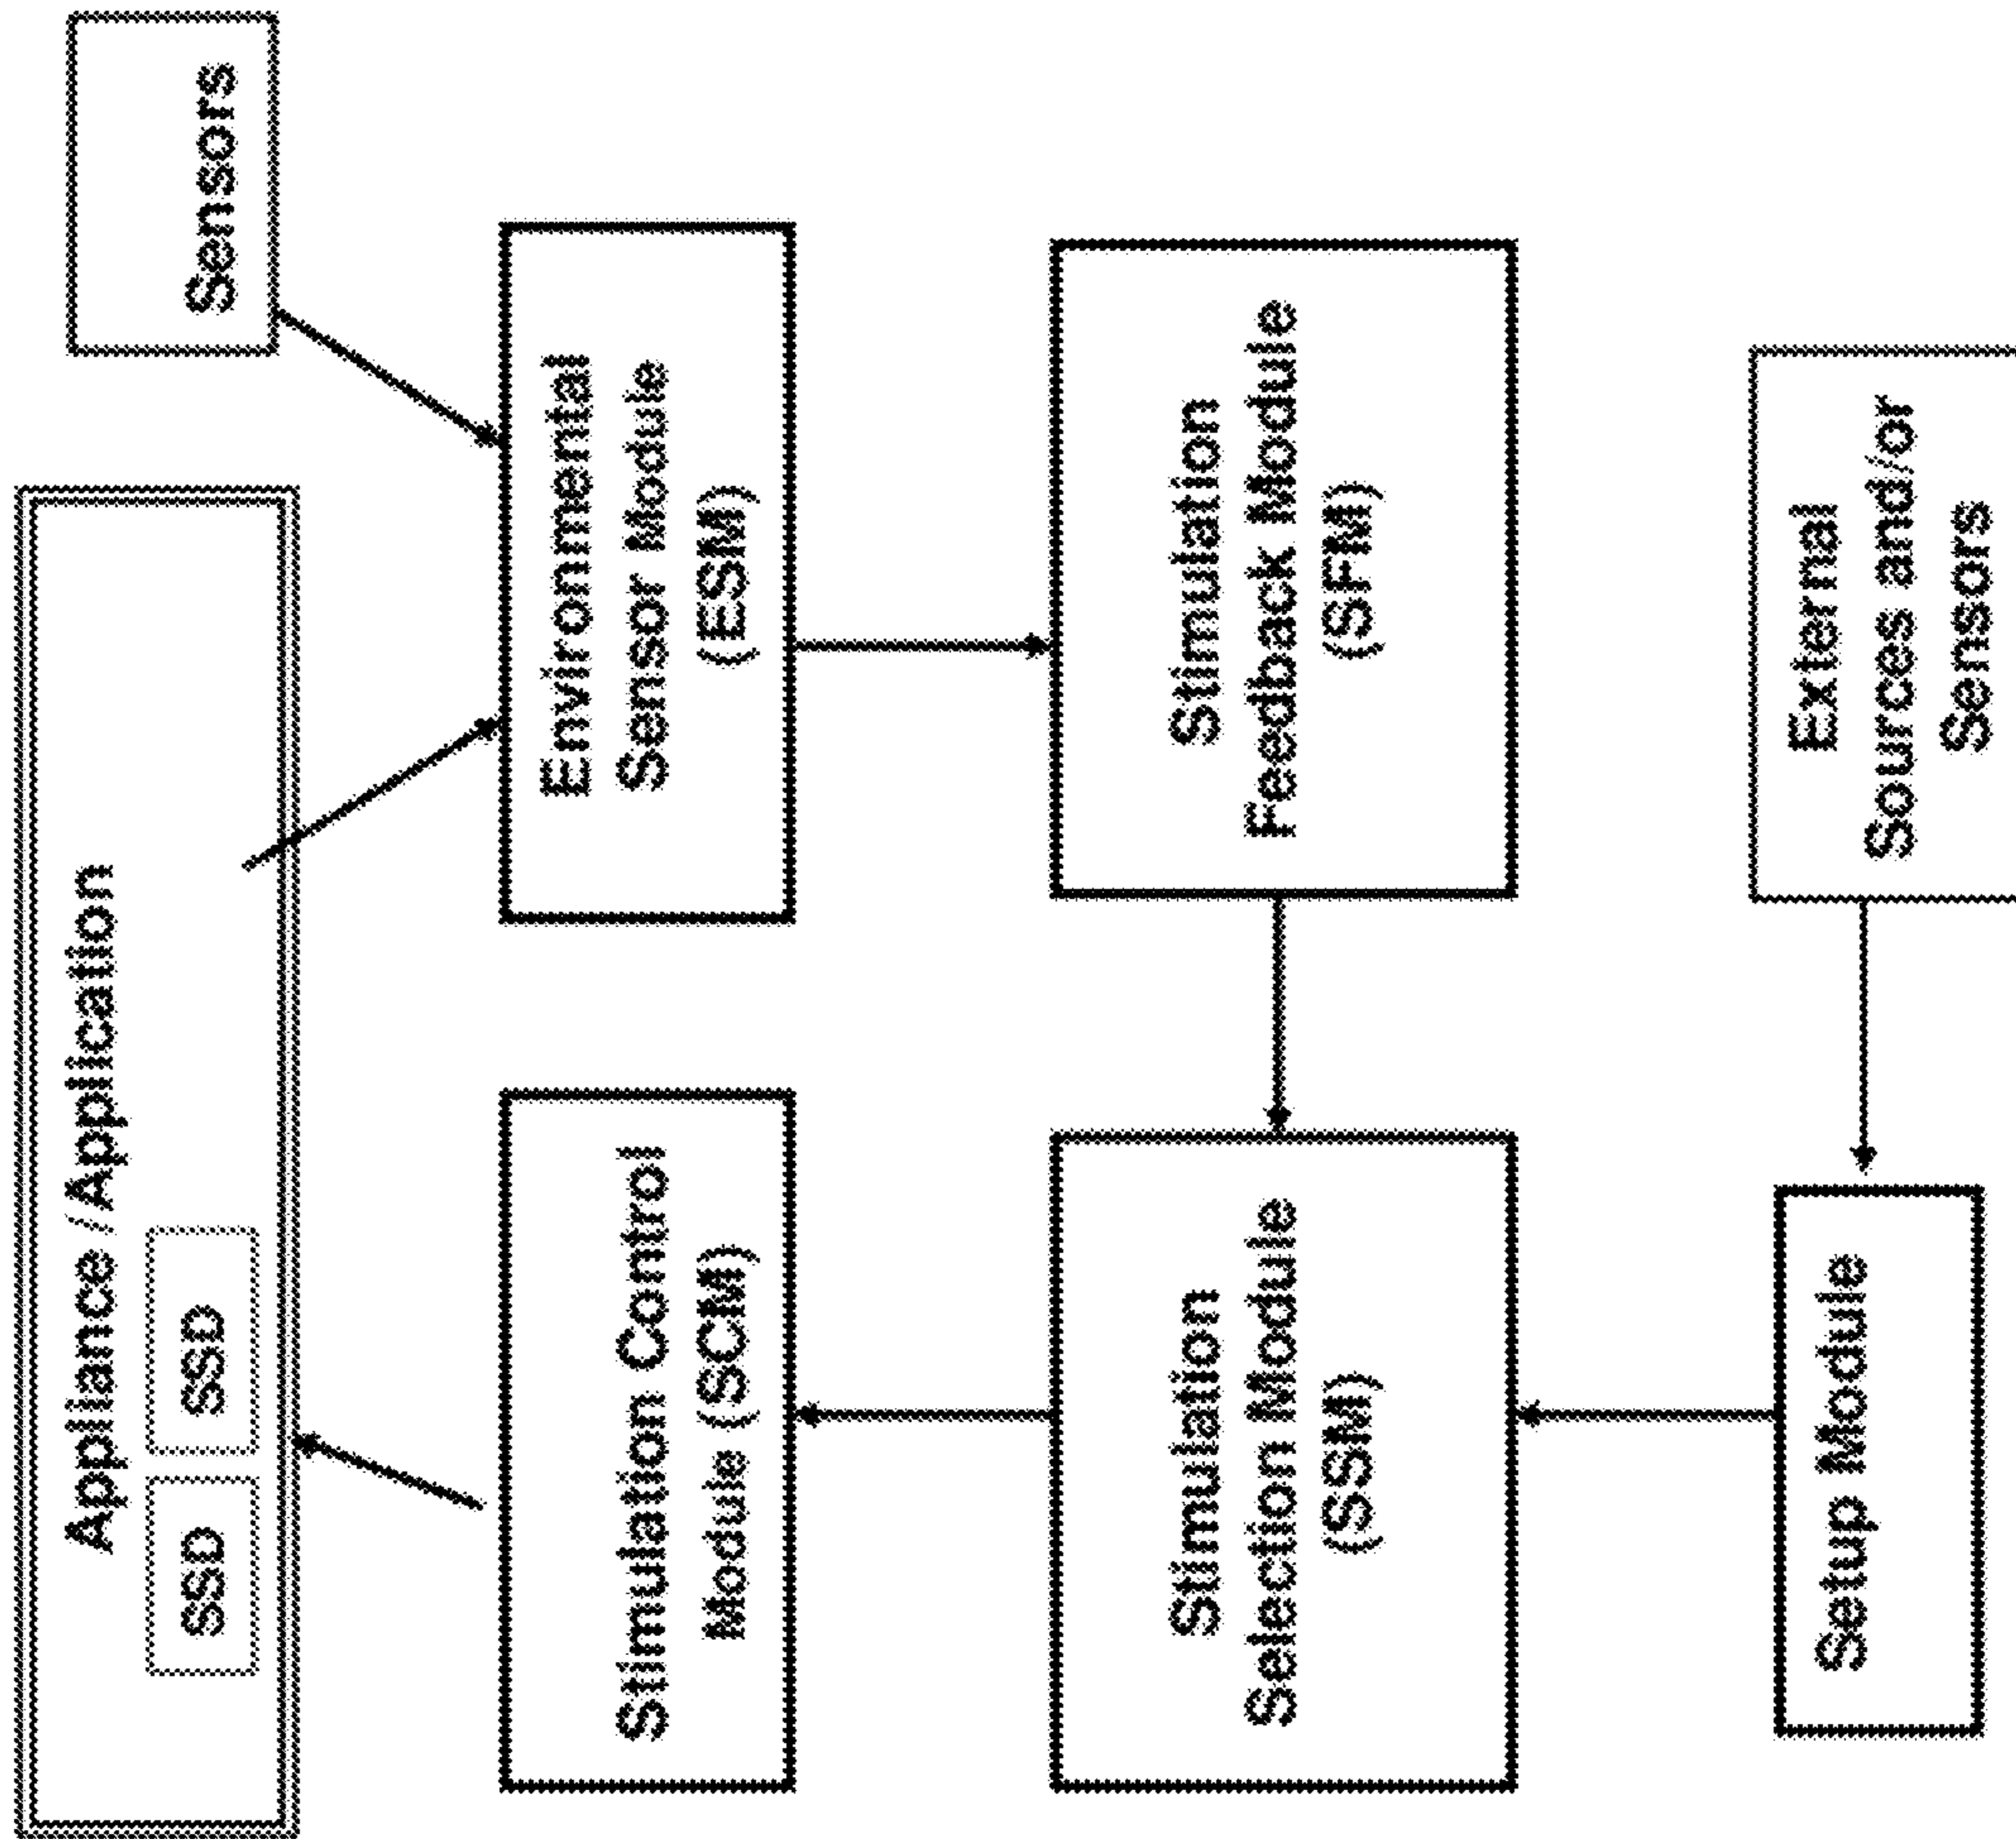 Appliance /Application
SSD
SSD
Sensors
Stimulation Control
Module (SCM)
Environmental
Sensor Module
(ESM)
Stimulation
Selection Module
(SSM)
Stimulation
Feedback Module
(SFM)
Setup Module
External
Sources and/or
Sensors